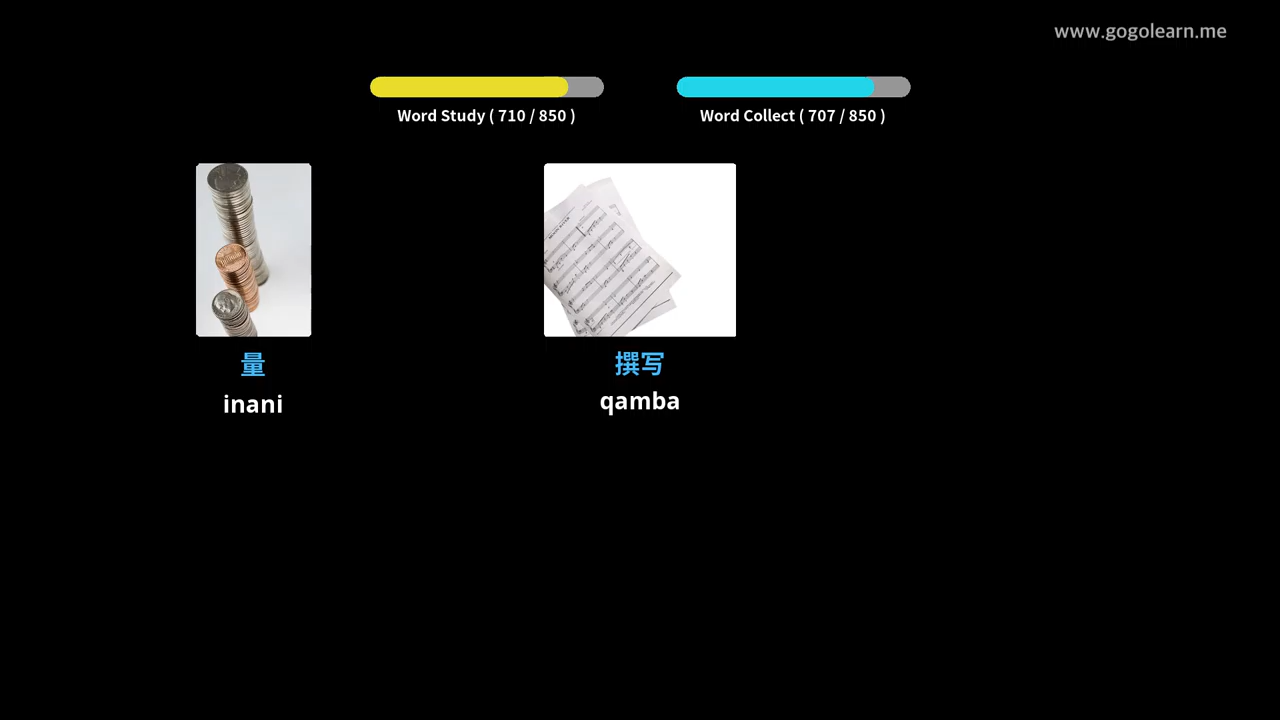 www.gogolearn.me
Word Study ( 710 / 850 )
Word Collect ( 707 / 850 )
量
inani
撰写
qamba